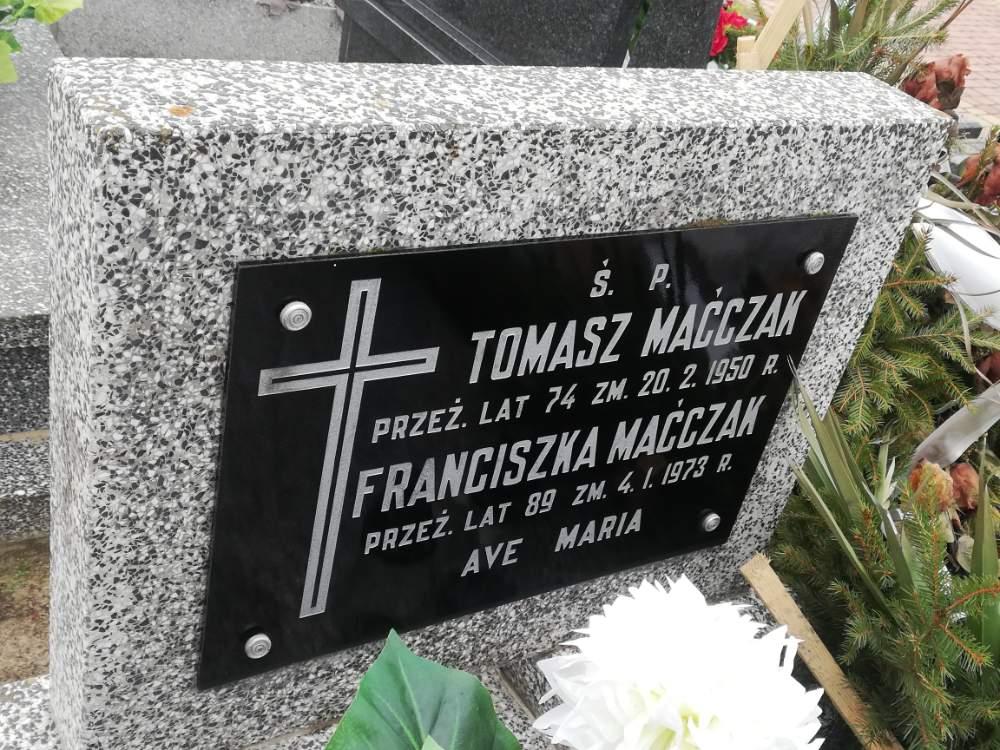 Ś. P.
TOMASZ MAĆCZAK
PRZEŻ. LAT 74 ZM. 20. 2. 1950 R.
FRANCISZKA MAĆCZAK
PRZEŻ. LAT 89 ZM. 4. 1. 1973 R.
AVE MARIA